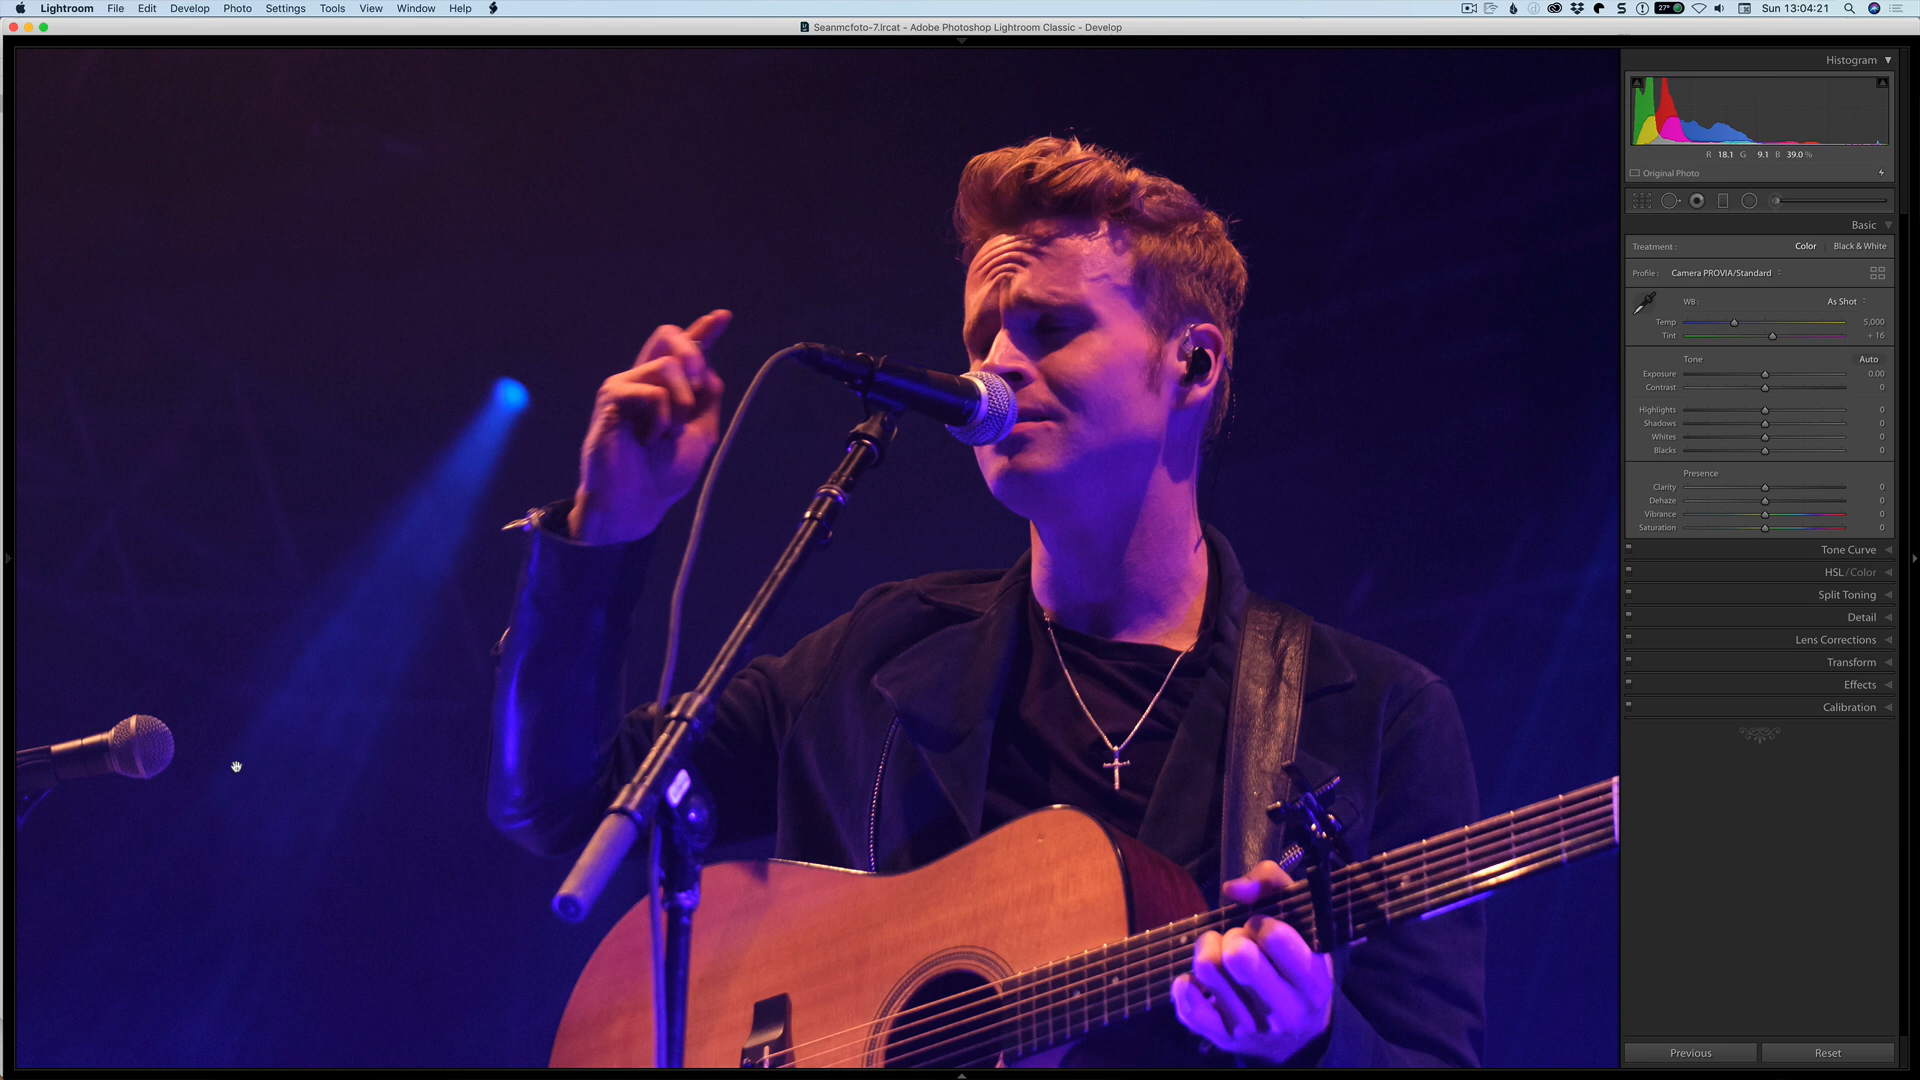 Lightroom File Edit Develop Photo Settings Tools View Window Help 27° Sun 13:04:21
Seanmcfoto-7.lrcat - Adobe Photoshop Lightroom Classic - Develop
Histogram
R 18.1 G 9.1 B 39.0 %
Original Photo
Basic
Treatment : Color Black & White
Profile : Camera PROVIA/Standard
WB : As Shot
Temp 5,000
Tint + 16
Tone Auto
Exposure 0.00
Contrast 0
Highlights 0
Shadows 0
Whites 0
Blacks 0
Presence
Clarity 0
Dehaze 0
Vibrance 0
Saturation 0
Tone Curve
HSL / Color
Split Toning
Detail
Lens Corrections
Transform
Effects
Calibration
Previous Reset